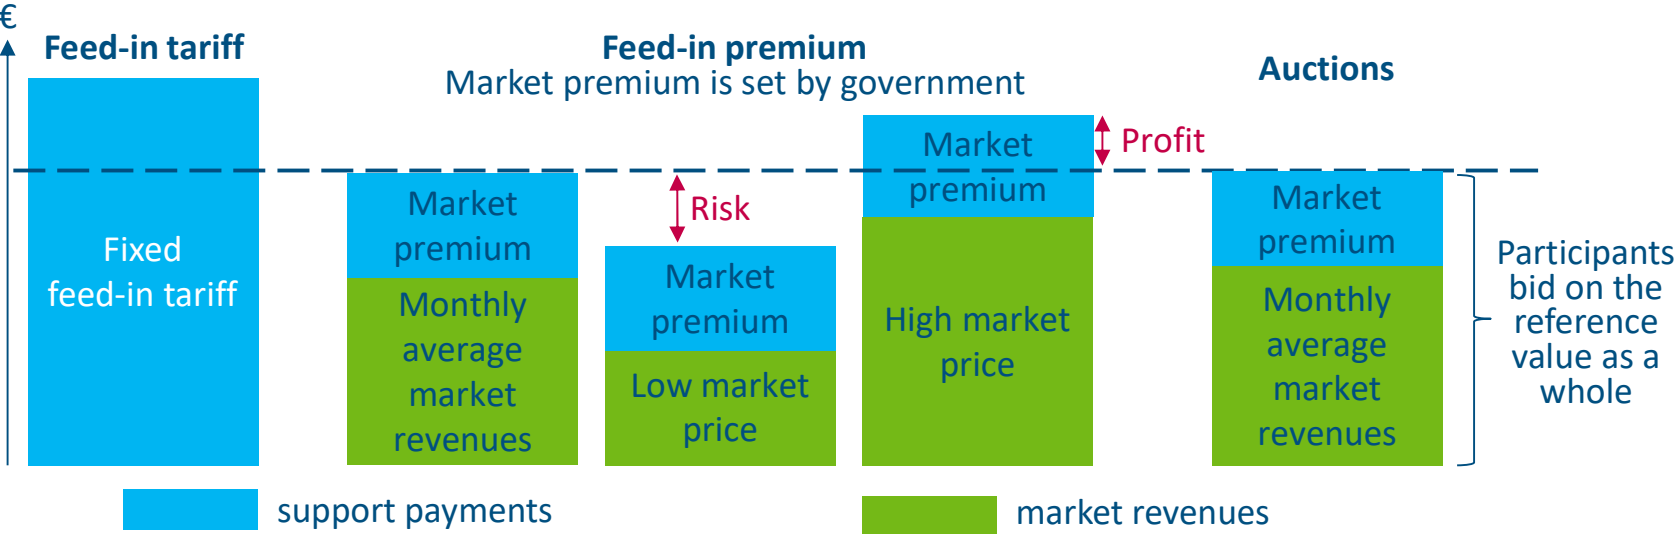 €
Feed-in tariff
Feed-in premium
Market premium is set by government
Auctions
Fixed
feed-in tariff
Market
premium
Monthly
average
market
revenues
Risk
Market
premium
Low market
price
Market
premium
High market
price
Profit
Market
premium
Monthly
average
market
revenues
Participants
bid on the
reference
value as a
whole
support payments
market revenues